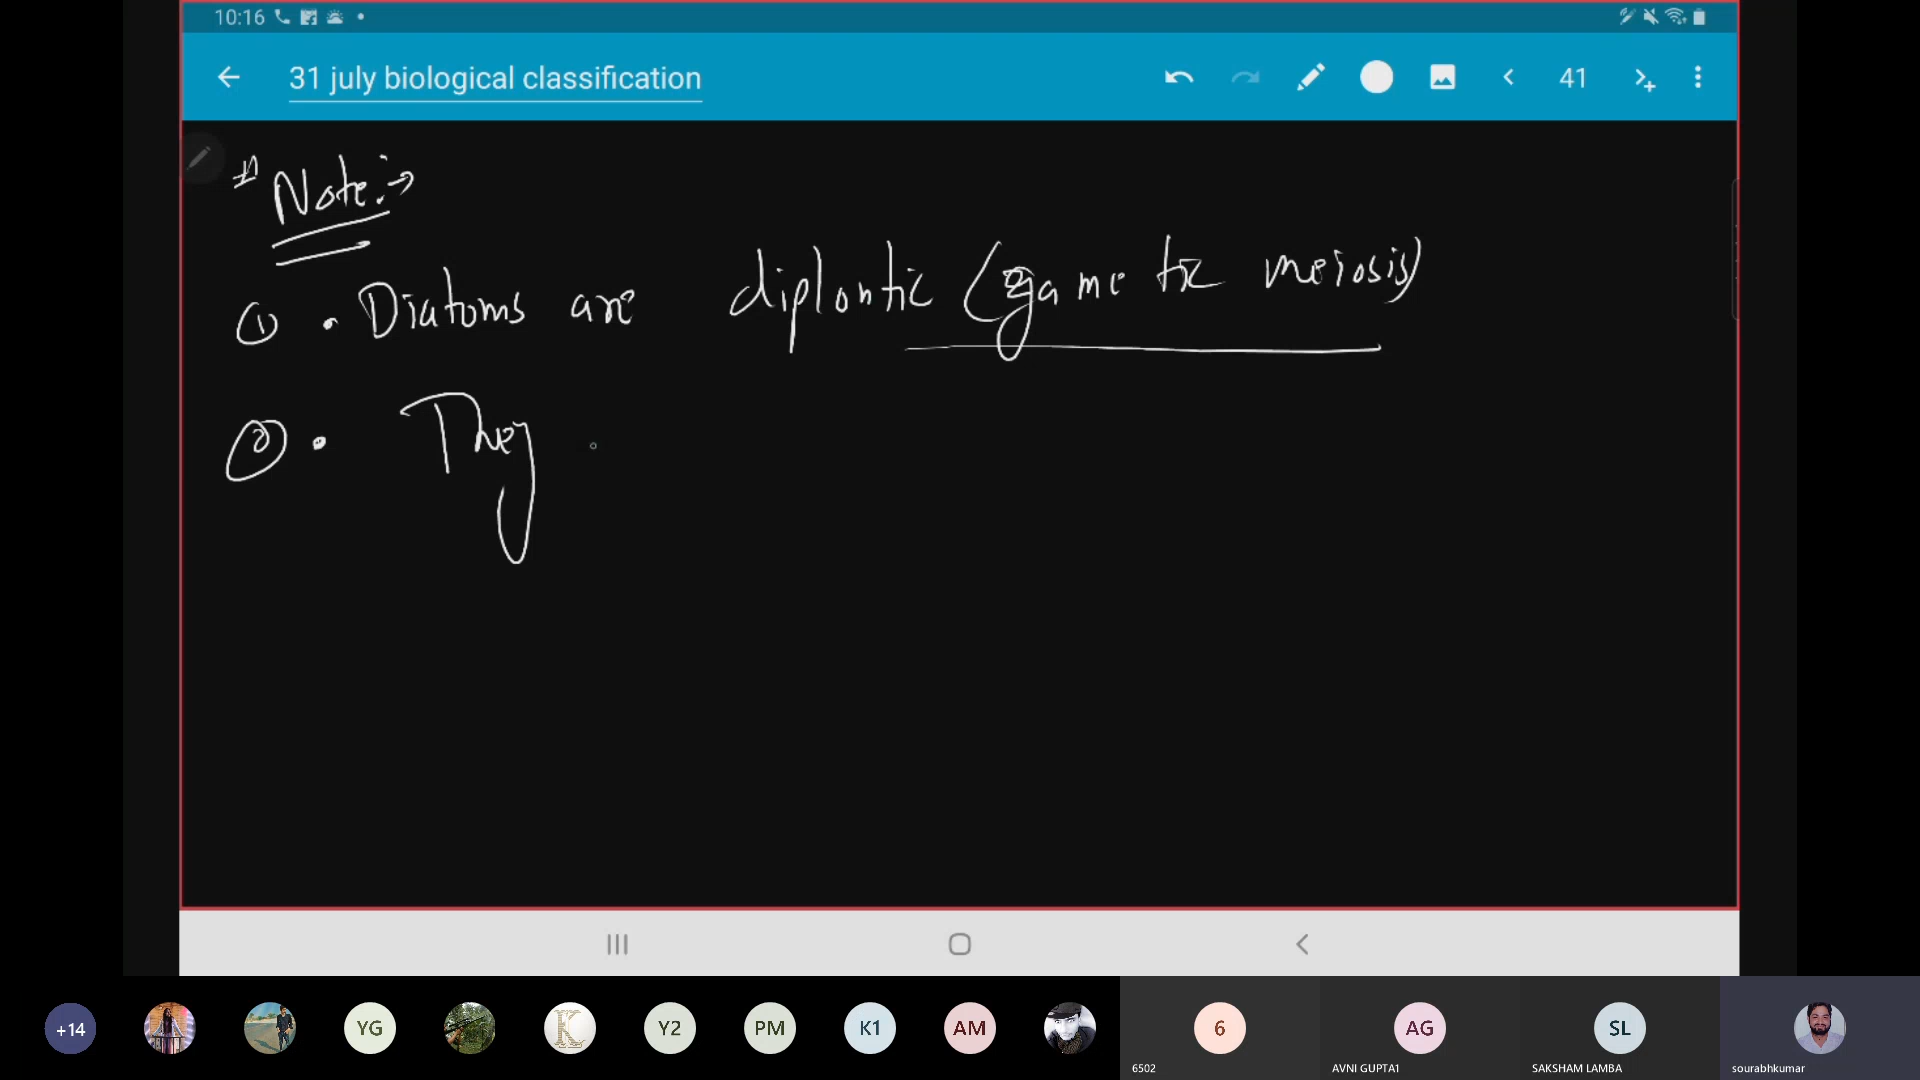 10:16
31 july biological classification
41
* Note:→
① • Diatoms are diplontic (gametic meiosis)
② • They
+14
YG
K
Y2
PM
K1
AM
6
AG
SL
6502
AVNI GUPTA1
SAKSHAM LAMBA
sourabhkumar